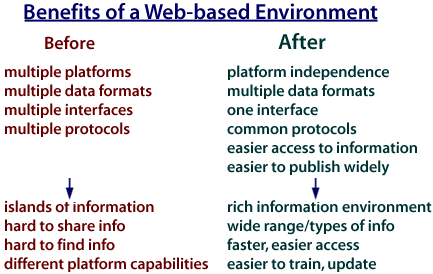 Benefits of a Web-based Environment
Before
multiple platforms
multiple data formats
multiple interfaces
multiple protocols
islands of information
hard to share info
hard to find info
different platform capabilities
After
platform independence
multiple data formats
one interface
common protocols
easier access to information
easier to publish widely
rich information environment
wide range/types of info
faster, easier access
easier to train, update